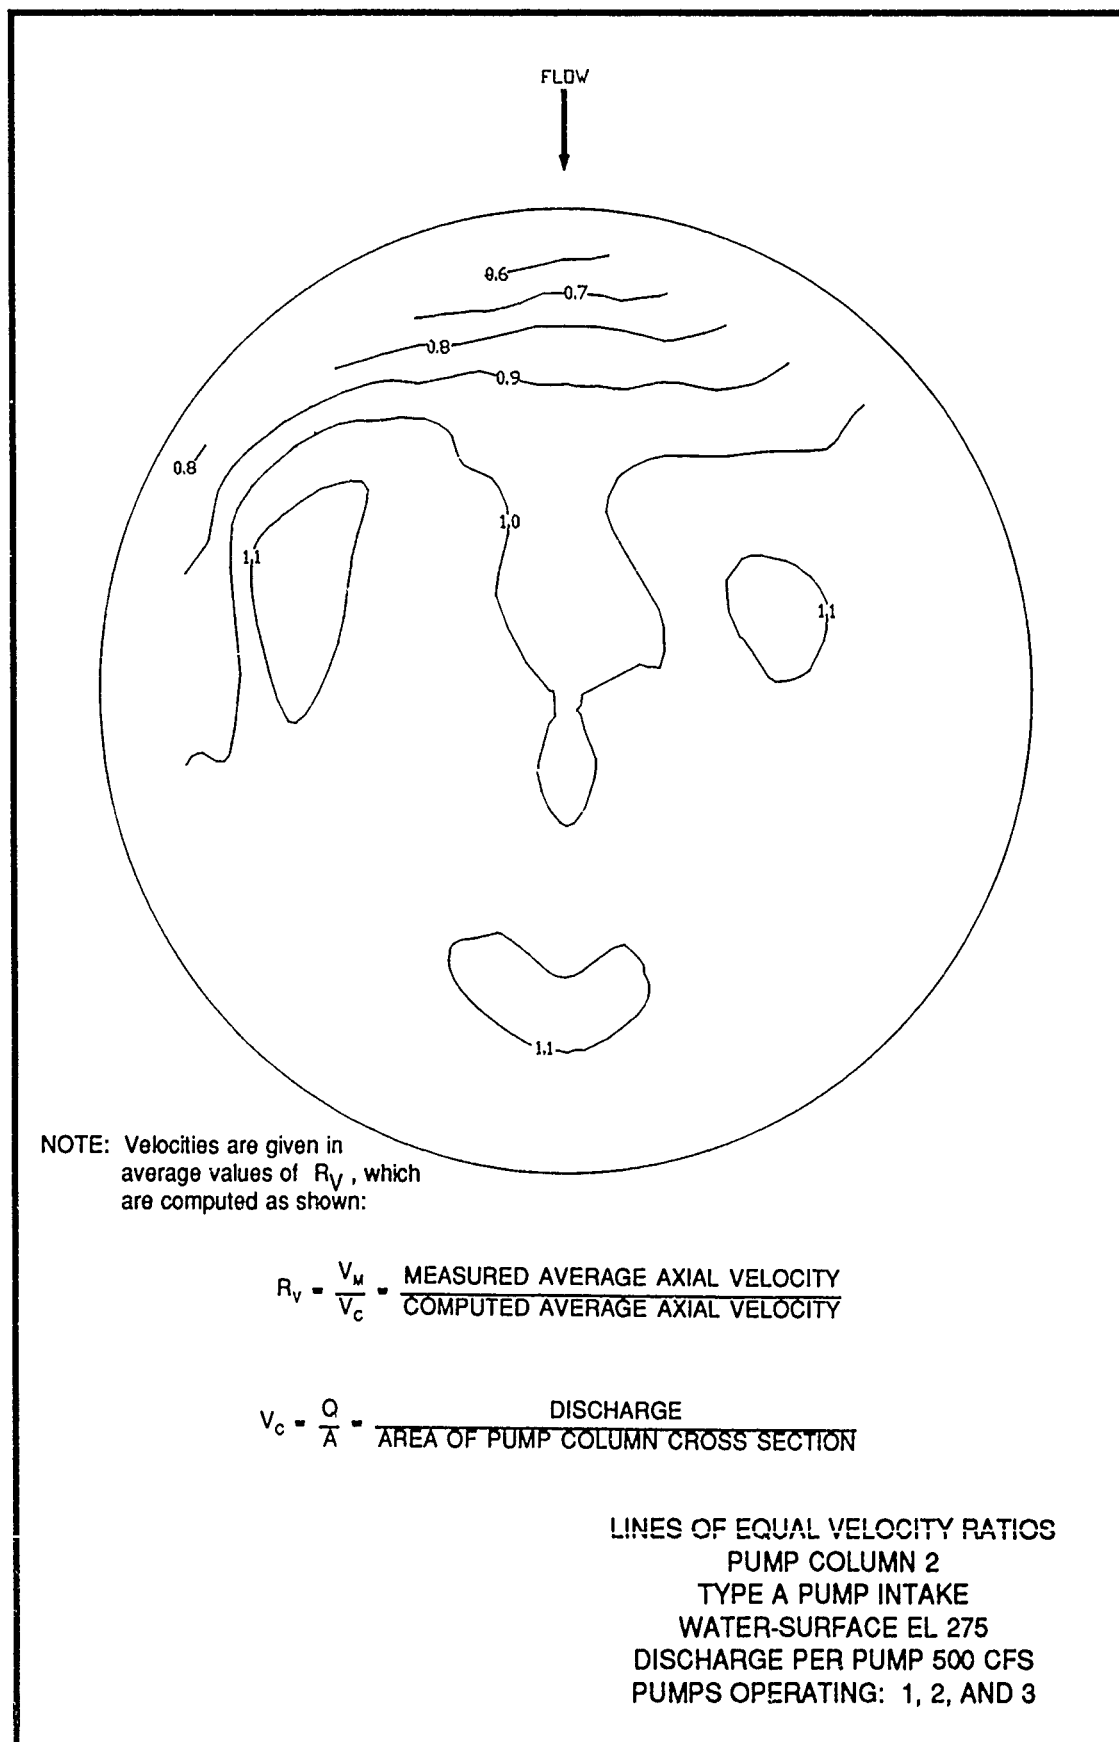 FLOW
0.6
0.7
0.8
0.9
0.8
1.0
1.1
1.1
1.1
NOTE: Velocities are given in
average values of R_V, which
are computed as shown:
R_V = V_M / V_C = MEASURED AVERAGE AXIAL VELOCITY / COMPUTED AVERAGE AXIAL VELOCITY
V_C = Q / A = DISCHARGE / AREA OF PUMP COLUMN CROSS SECTION
LINES OF EQUAL VELOCITY RATIOS
PUMP COLUMN 2
TYPE A PUMP INTAKE
WATER-SURFACE EL 275
DISCHARGE PER PUMP 500 CFS
PUMPS OPERATING: 1, 2, AND 3